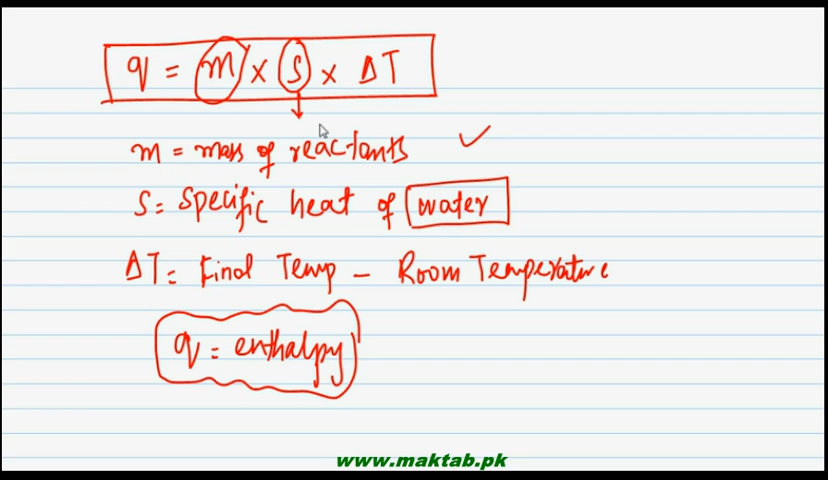 q = m × s × ΔT
m = mass of reactants ✓
s = specific heat of water
ΔT = Final Temp - Room Temperature
q = enthalpy
www.maktab.pk